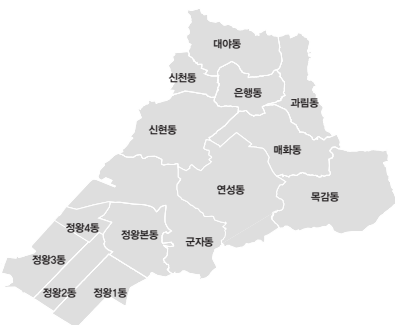 대야동
신천동
은행동
과림동
신현동
매화동
연성동
목감동
정왕4동
정왕본동
군자동
정왕3동
정왕2동
정왕1동